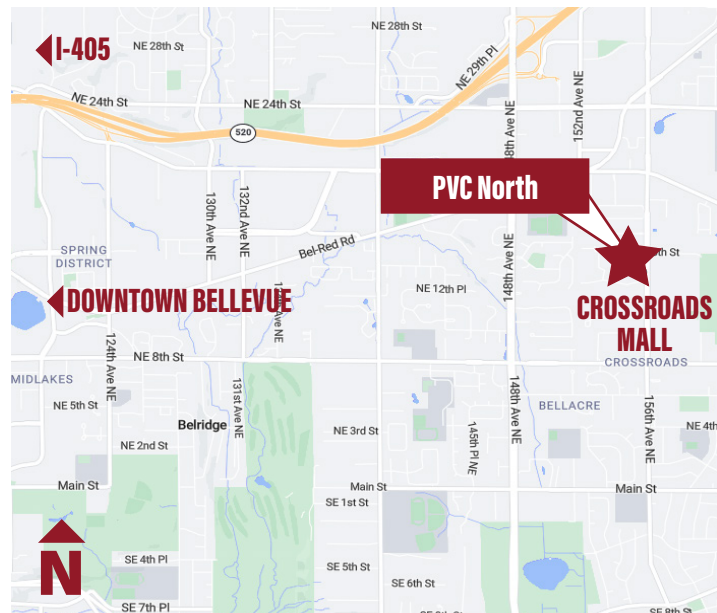 I-405
NE 28th St
NE 28th St
NE 29th Pl
NE 24th St
NE 24th St
520
152nd Ave NE
PVC North
130th Ave NE
132nd Ave NE
Bel-Red Rd
SPRING
DISTRICT
148th Ave NE
NE 12th Pl
DOWNTOWN BELLEVUE
CROSSROADS
MALL
124th Ave NE
NE 8th St
CROSSROADS
MIDLAKES
131st Ave NE
148th Ave NE
156th Ave NE
NE 5th St
BELLACRE
Belridge
NE 3rd St
145th Pl NE
NE 4th
NE 2nd St
Main St
Main St
Main St
SE 1st St
N
SE 4th Pl
SE 5th St
SE 6th St
SE 7th Pl
SE 8th St